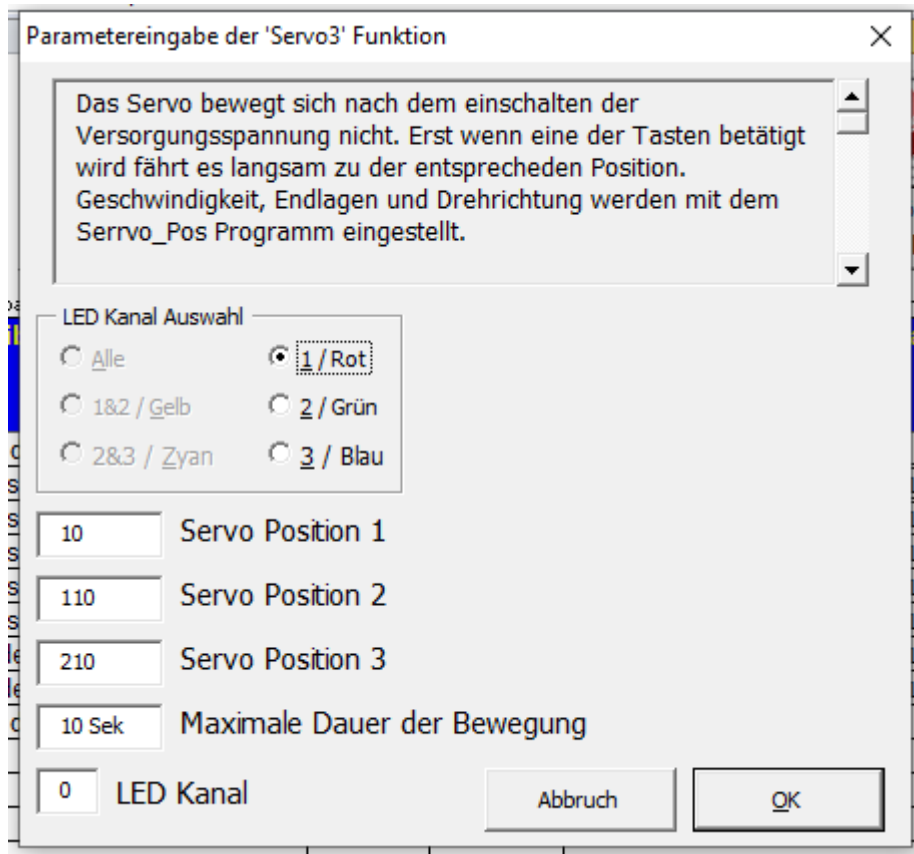 Parametereingabe der 'Servo3' Funktion
Das Servo bewegt sich nach dem einschalten der
Versorgungsspannung nicht. Erst wenn eine der Tasten betätigt
wird fährt es langsam zu der entsprecheden Position.
Geschwindigkeit, Endlagen und Drehrichtung werden mit dem
Serrvo_Pos Programm eingestellt.
LED Kanal Auswahl
Alle
1 / Rot
1&2 / Gelb
2 / Grün
2&3 / Zyan
3 / Blau
10 Servo Position 1
110 Servo Position 2
210 Servo Position 3
10 Sek Maximale Dauer der Bewegung
0 LED Kanal
Abbruch
OK